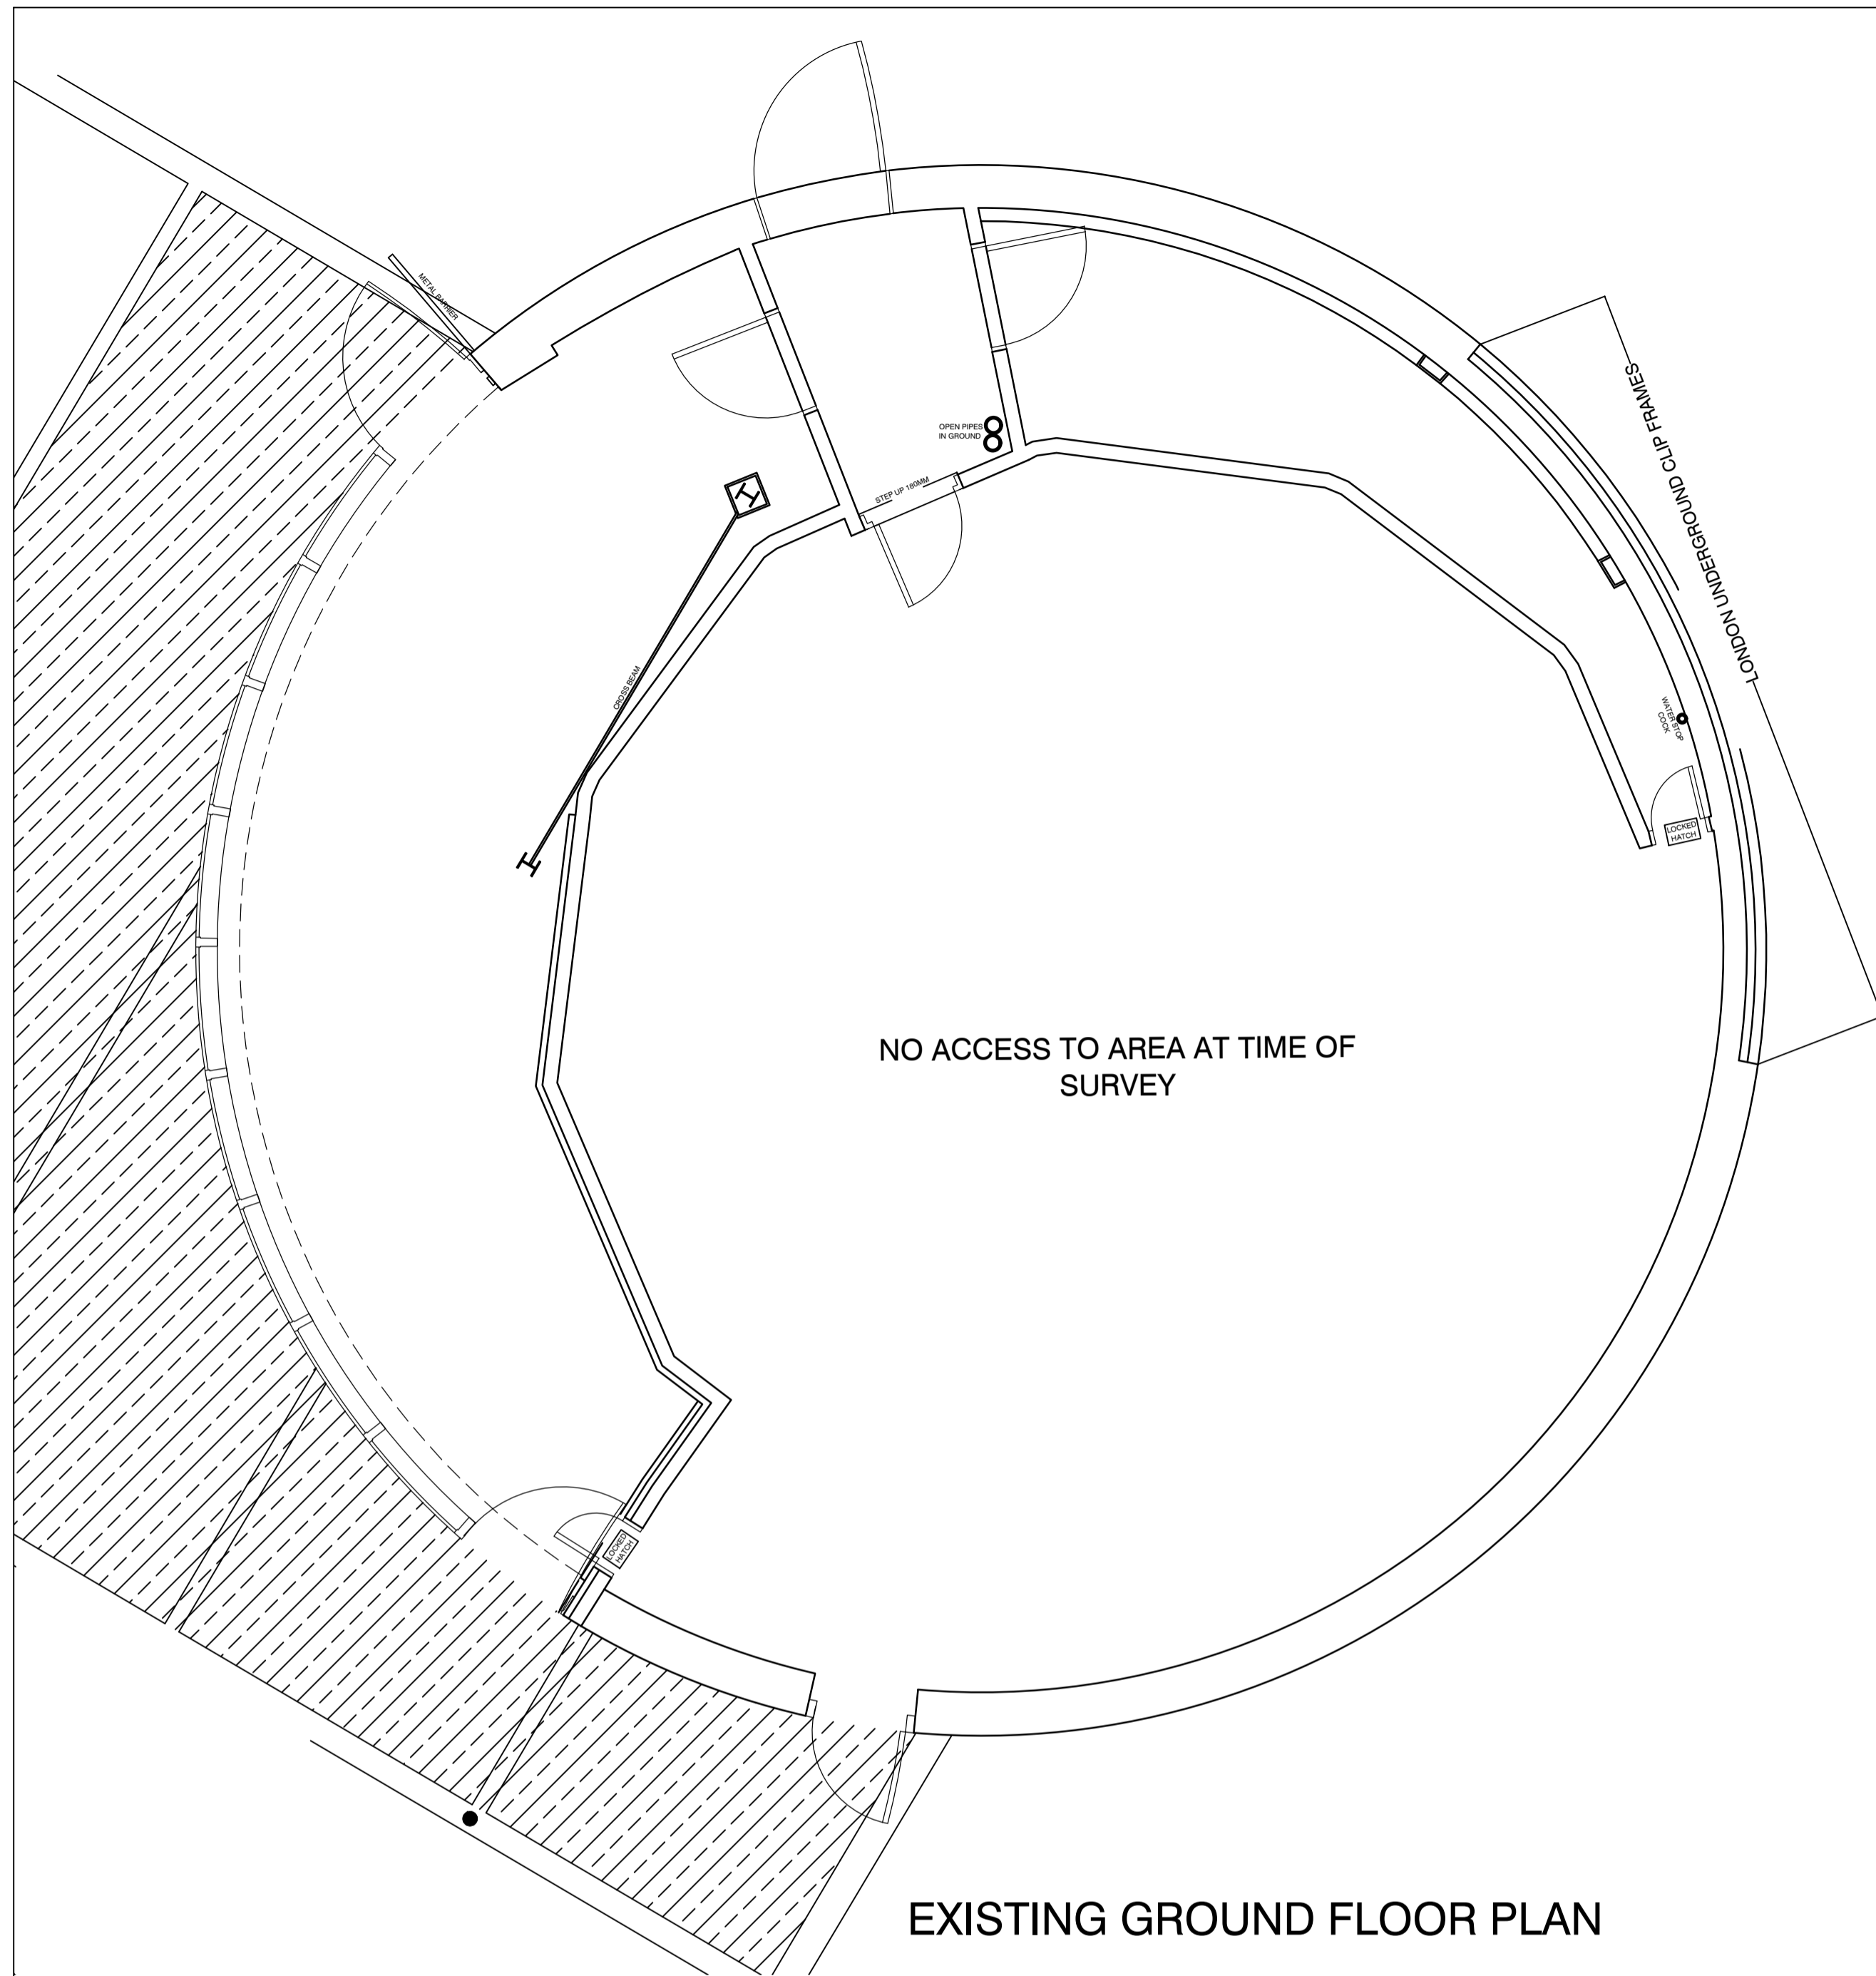 METAL BARRIER
OPEN PIPES
IN GROUND
STEP UP 180MM
LONDON UNDERGROUND CLIP FRAMES
CROSS BEAM
WATER STOP
COCK
LOCKED
HATCH
NO ACCESS TO AREA AT TIME OF
SURVEY
LOCKED
HATCH
EXISTING GROUND FLOOR PLAN